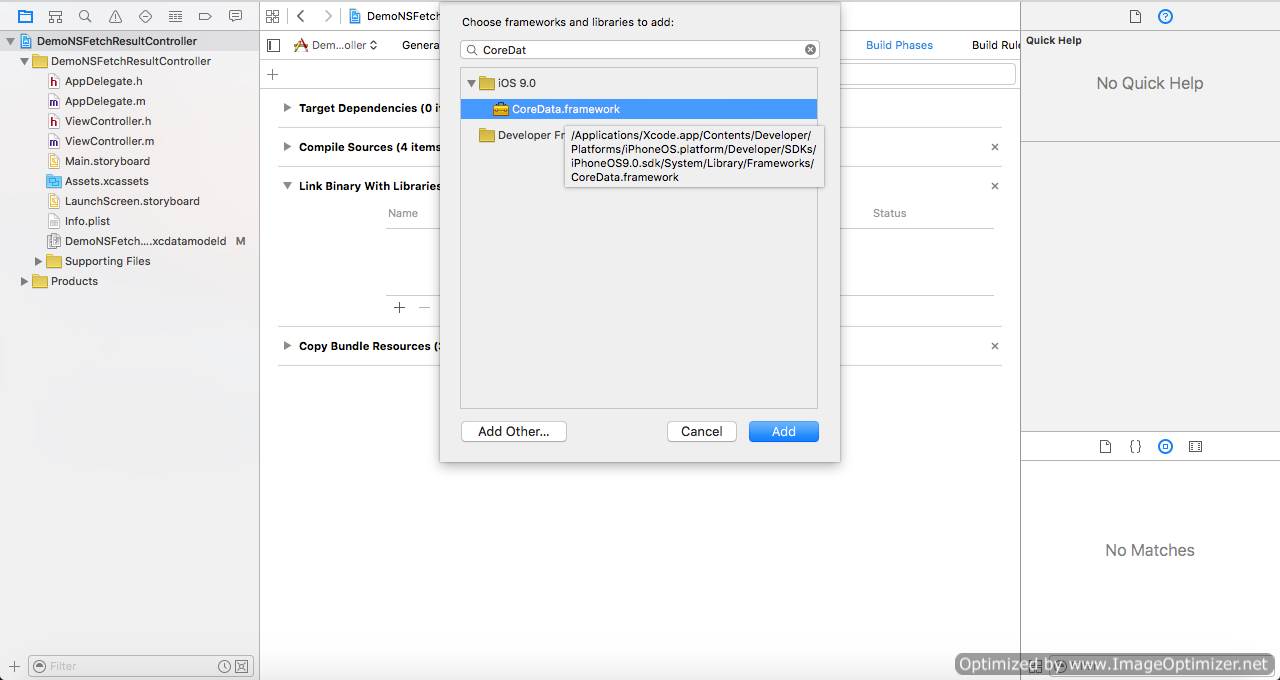 DemoNSFetchResultController
DemoNSFetchResultController
h AppDelegate.h
m AppDelegate.m
h ViewController.h
m ViewController.m
Main.storyboard
Assets.xcassets
LaunchScreen.storyboard
Info.plist
DemoNSFetch....xcdatamodeld M
Supporting Files
Products
Filter
DemoNSFetch
Dem...oller
Genera
Build Phases
Build Rule
Target Dependencies (0 it
Compile Sources (4 items
Link Binary With Libraries
Name
Status
Copy Bundle Resources (
Choose frameworks and libraries to add:
CoreDat
iOS 9.0
CoreData.framework
Developer Fr
/Applications/Xcode.app/Contents/Developer/
Platforms/iPhoneOS.platform/Developer/SDKs/
iPhoneOS9.0.sdk/System/Library/Frameworks/
CoreData.framework
Add Other...
Cancel
Add
Quick Help
No Quick Help
{}
No Matches
Optimized by www.ImageOptimizer.net